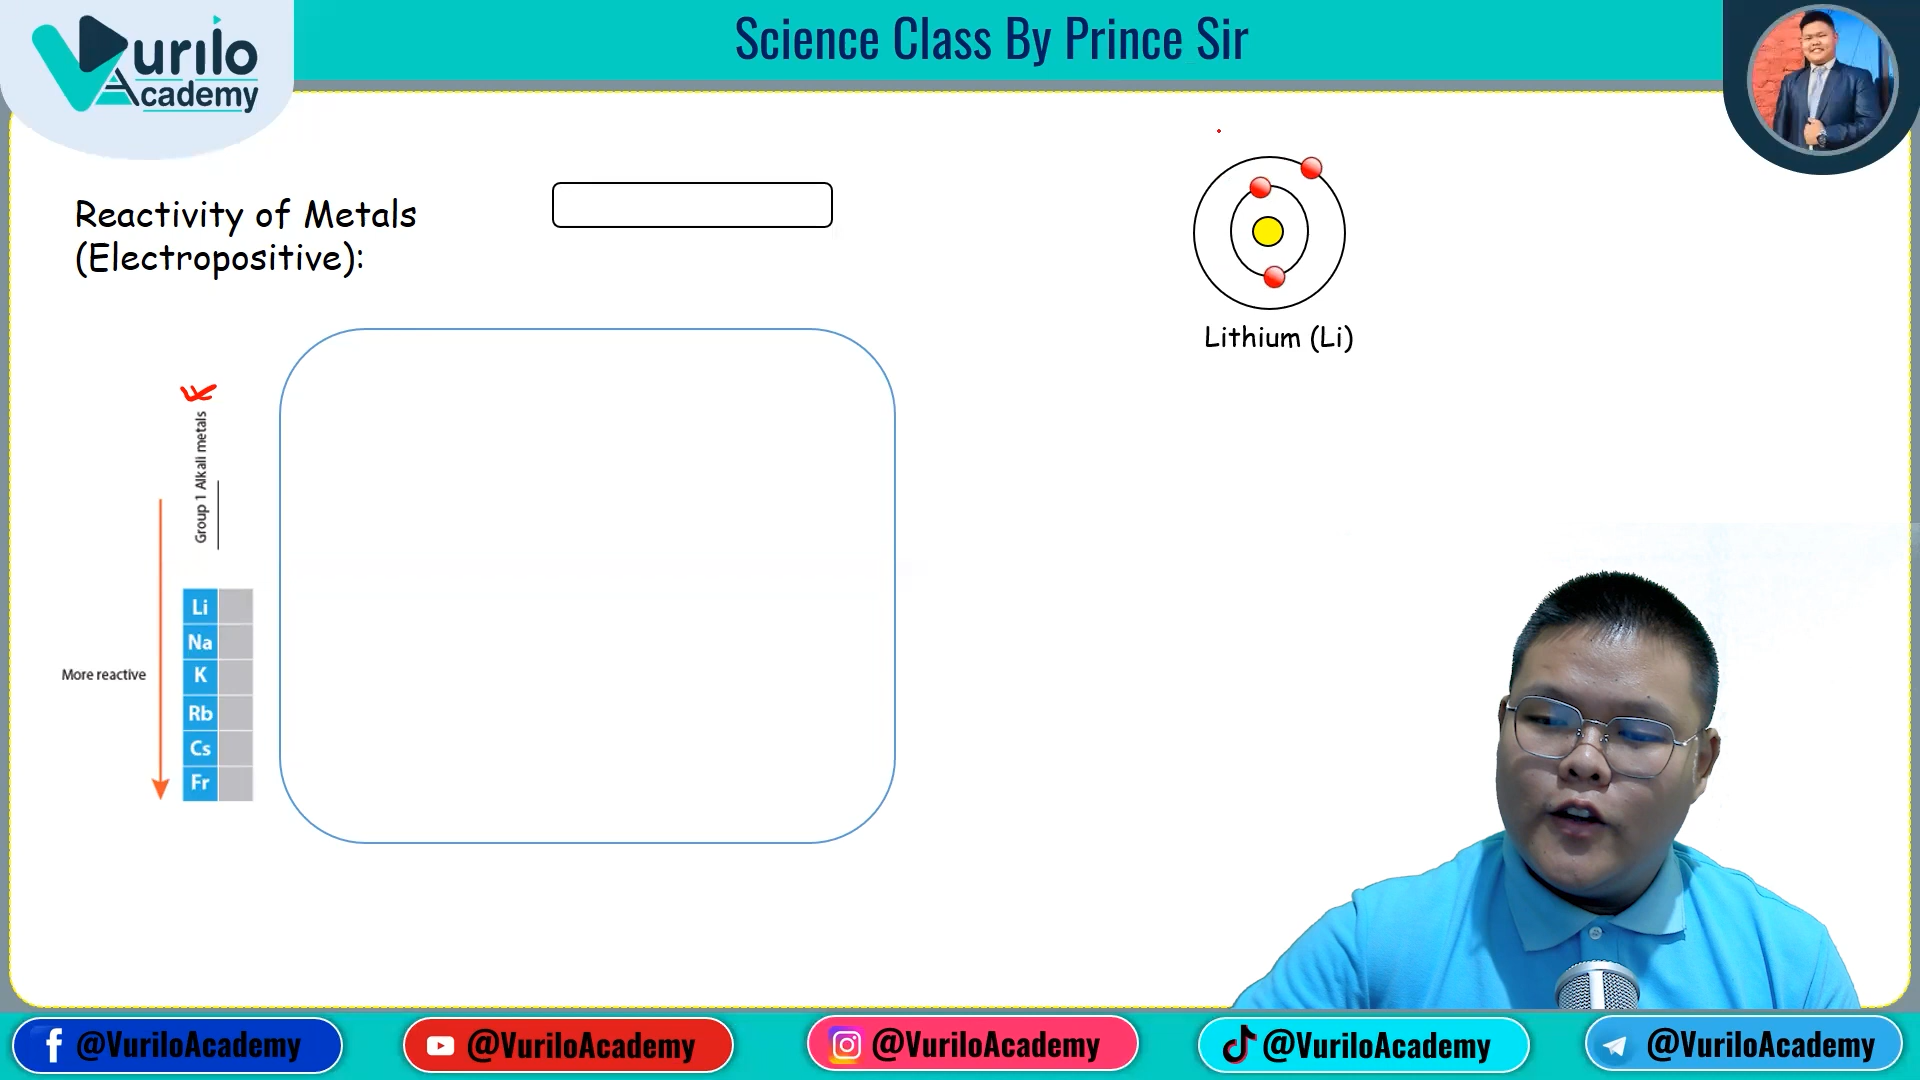 Vurilo
Academy
Science Class By Prince Sir
Reactivity of Metals
(Electropositive):
Lithium (Li)
Group 1 Alkali metals
More reactive
Li
Na
K
Rb
Cs
Fr
@VuriloAcademy
@VuriloAcademy
@VuriloAcademy
@VuriloAcademy
@VuriloAcademy